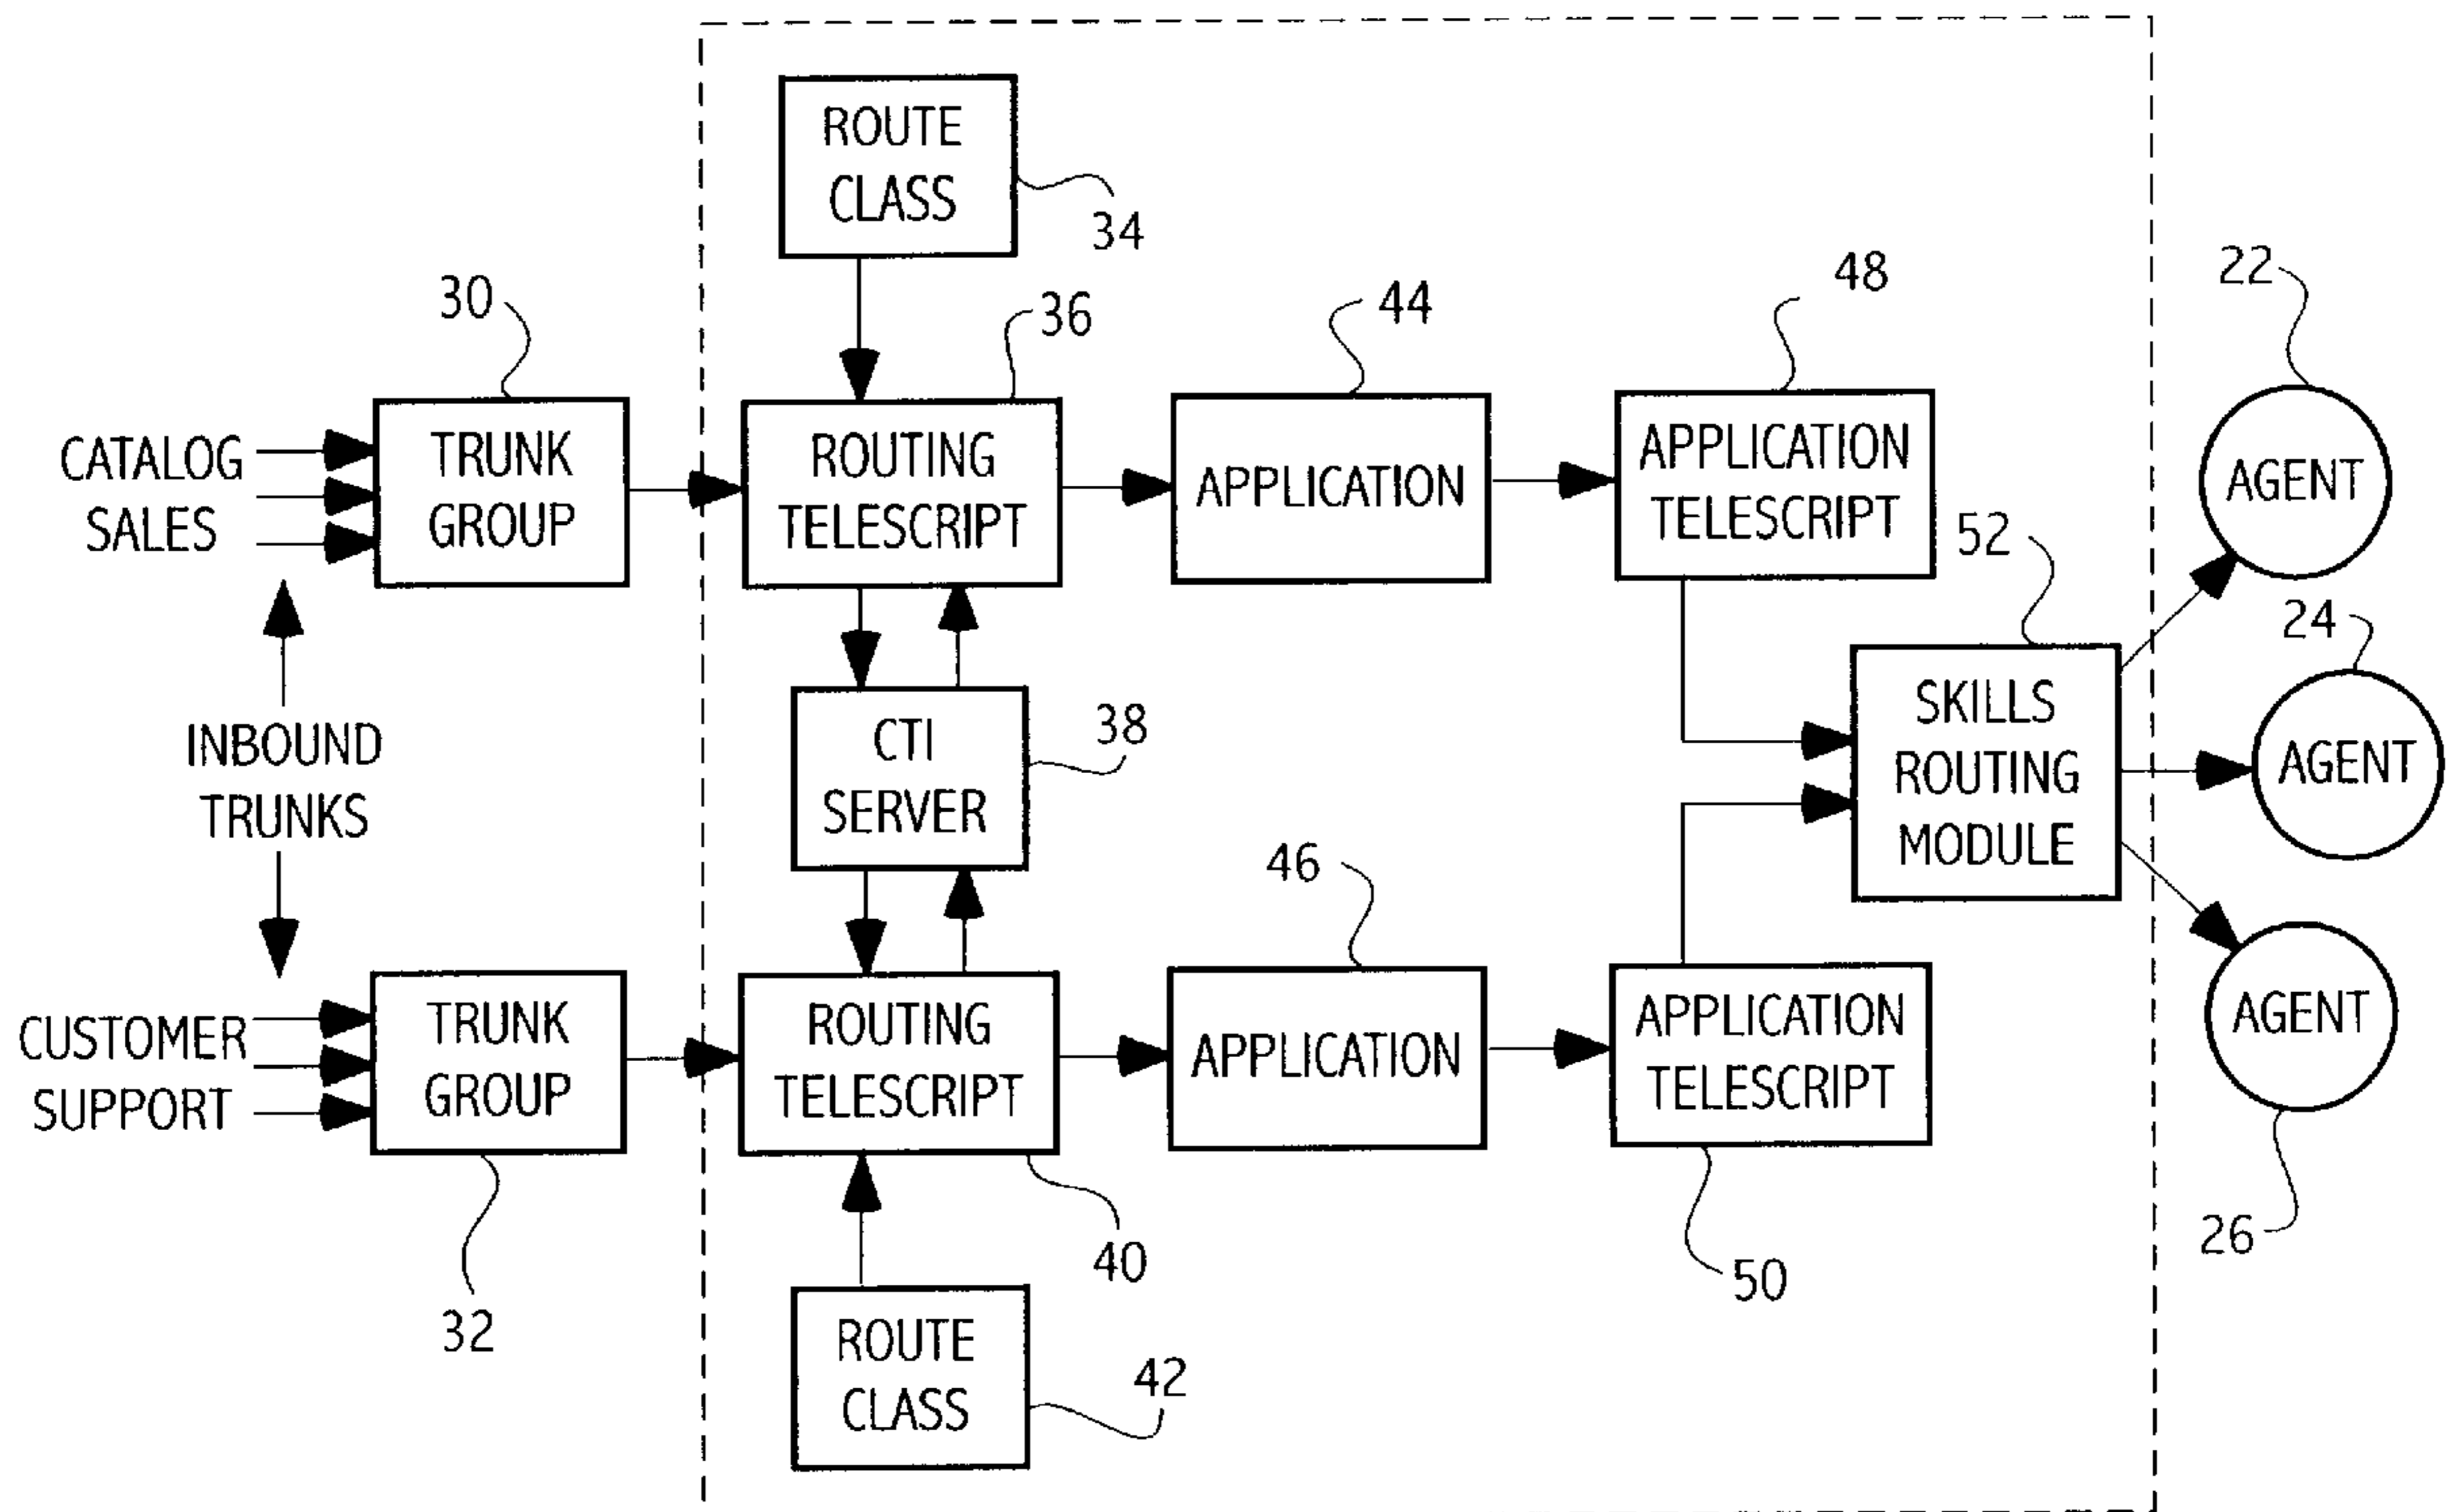 ROUTE
CLASS
34
30
36
44
48
22
CATALOG
SALES
TRUNK
GROUP
ROUTING
TELESCRIPT
APPLICATION
APPLICATION
TELESCRIPT
52
AGENT
24
INBOUND
TRUNKS
CTI
SERVER
38
SKILLS
ROUTING
MODULE
AGENT
46
CUSTOMER
SUPPORT
TRUNK
GROUP
ROUTING
TELESCRIPT
APPLICATION
APPLICATION
TELESCRIPT
AGENT
26
32
40
50
ROUTE
CLASS
42